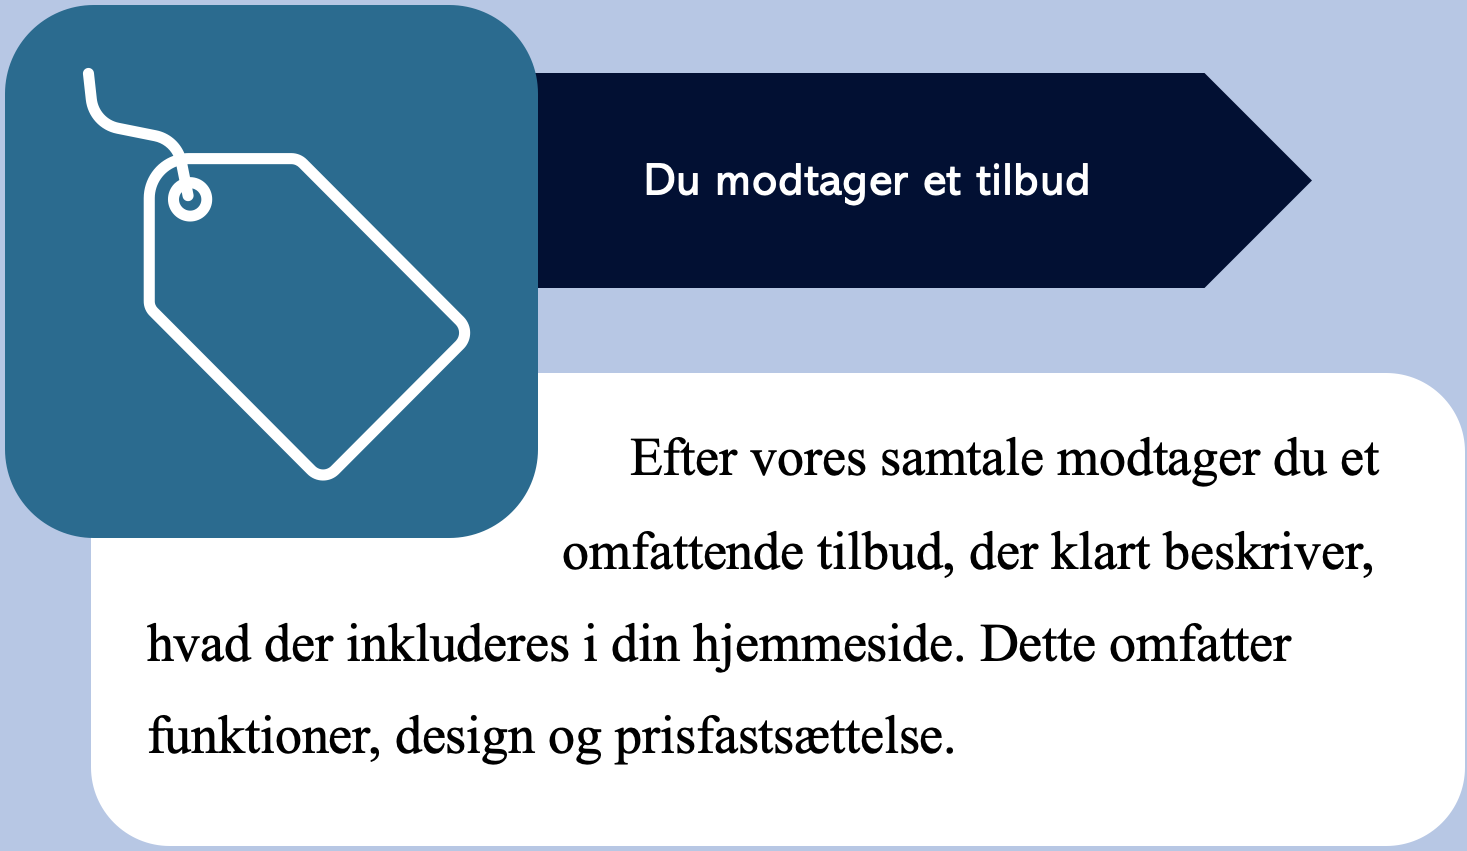 Du modtager et tilbud
Efter vores samtale modtager du et
omfattende tilbud, der klart beskriver,
hvad der inkluderes i din hjemmeside. Dette omfatter
funktioner, design og prisfastsættelse.